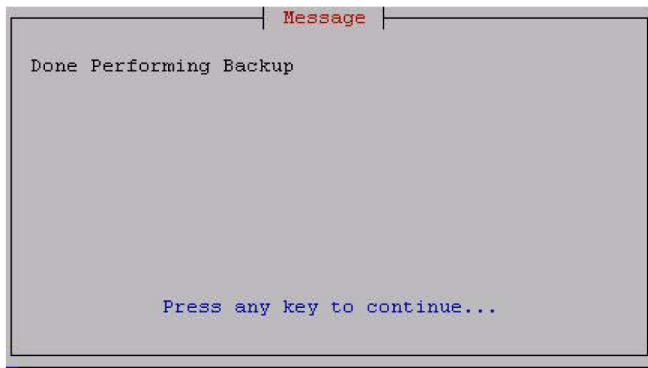 Message
Done Performing Backup
Press any key to continue...